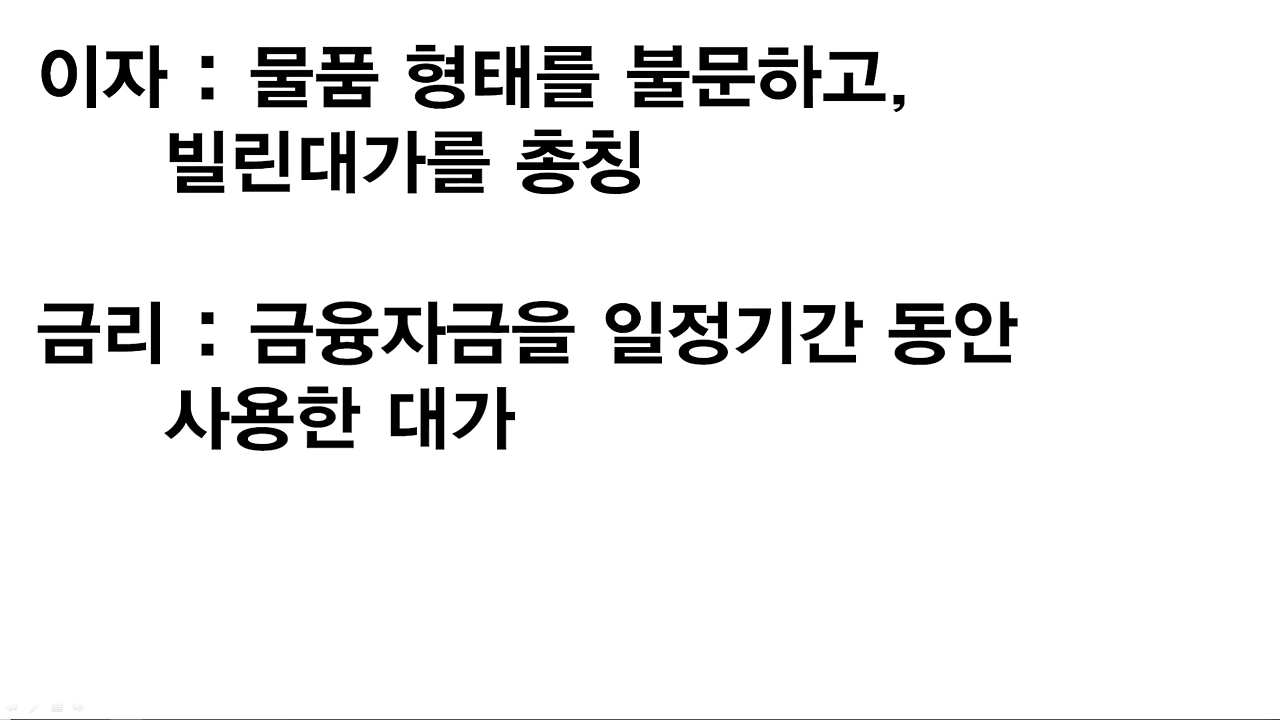 이자 : 물품 형태를 불문하고,
빌린대가를 총칭
금리 : 금융자금을 일정기간 동안
사용한 대가